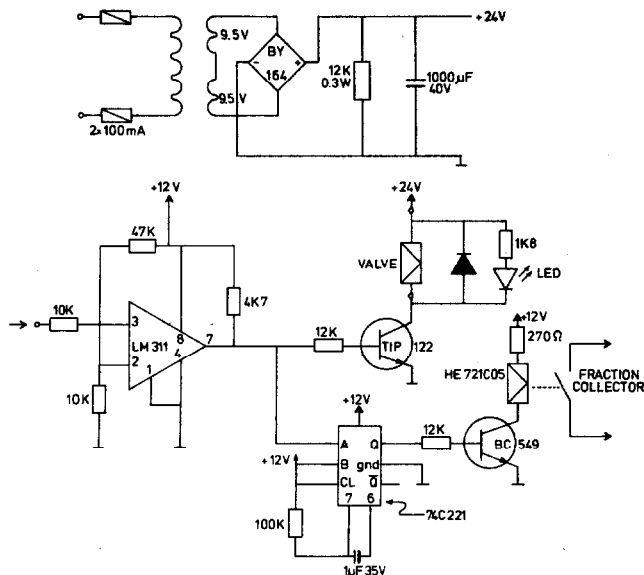 9.5V
BY
164
9.5V
2x100mA
- +
+24V
12K
0.3W
1000µF
40V
+12V
47K
10K
3
LM 311
2
8
4
1
7
10K
4K7
12K
+24V
VALVE
1K8
LED
TIP 122
+12V
270Ω
HE 721C05
FRACTION
COLLECTOR
12K
BC 549
+12V
A Q
B gnd
CL Q̅
7 6
+12V
100K
74C221
1µF35V